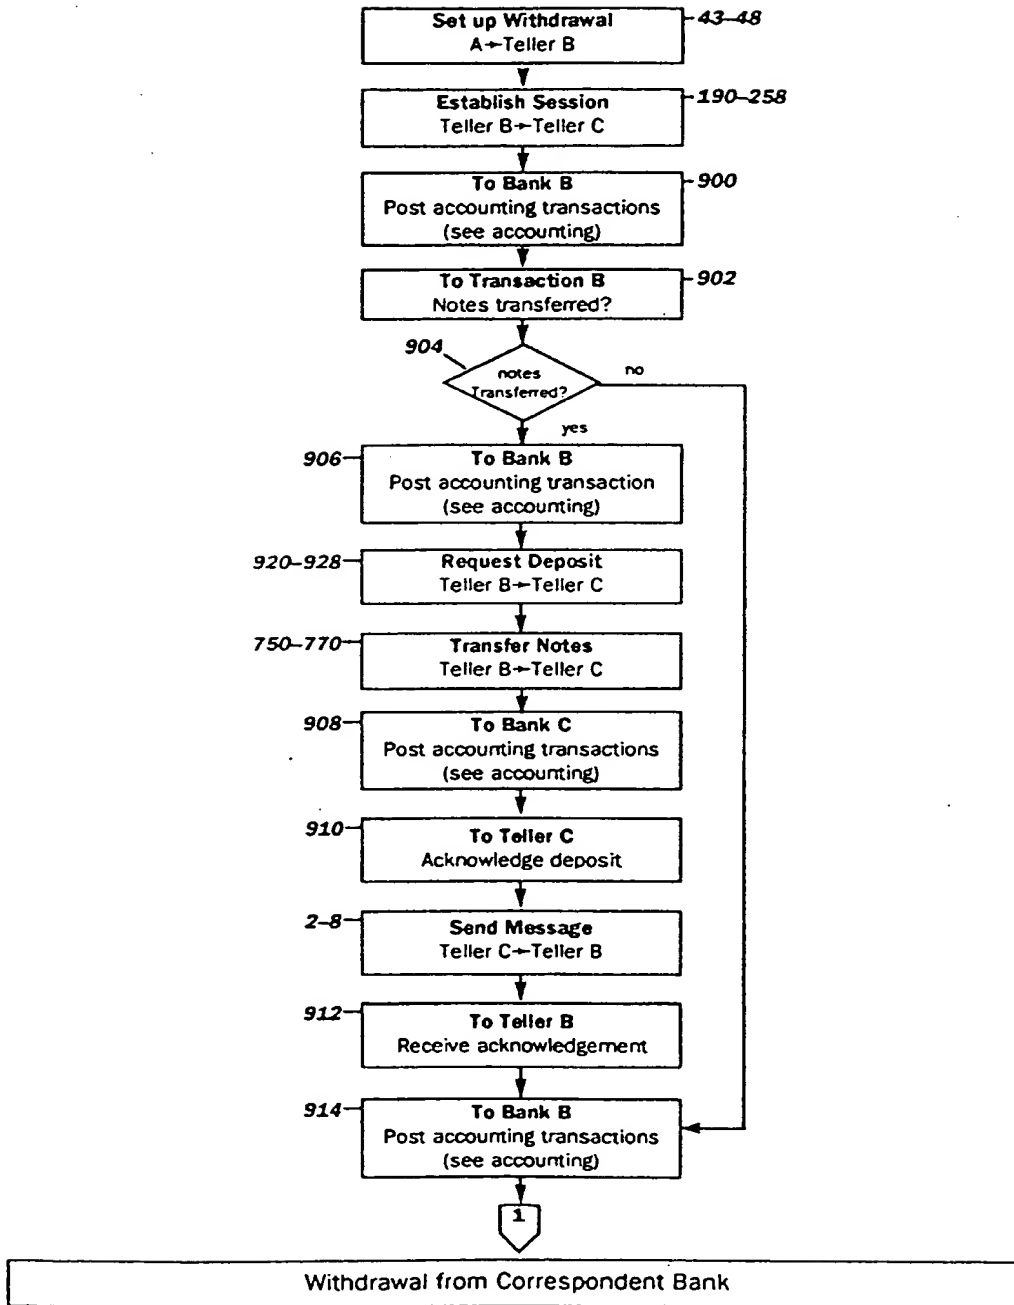 Set up Withdrawal
A→Teller B
43–48
Establish Session
Teller B→Teller C
190–258
To Bank B
Post accounting transactions
(see accounting)
900
To Transaction B
Notes transferred?
902
904
notes
Transferred?
no
yes
906
To Bank B
Post accounting transaction
(see accounting)
920–928
Request Deposit
Teller B→Teller C
750–770
Transfer Notes
Teller B→Teller C
908
To Bank C
Post accounting transactions
(see accounting)
910
To Teller C
Acknowledge deposit
2–8
Send Message
Teller C→Teller B
912
To Teller B
Receive acknowledgement
914
To Bank B
Post accounting transactions
(see accounting)
1
Withdrawal from Correspondent Bank